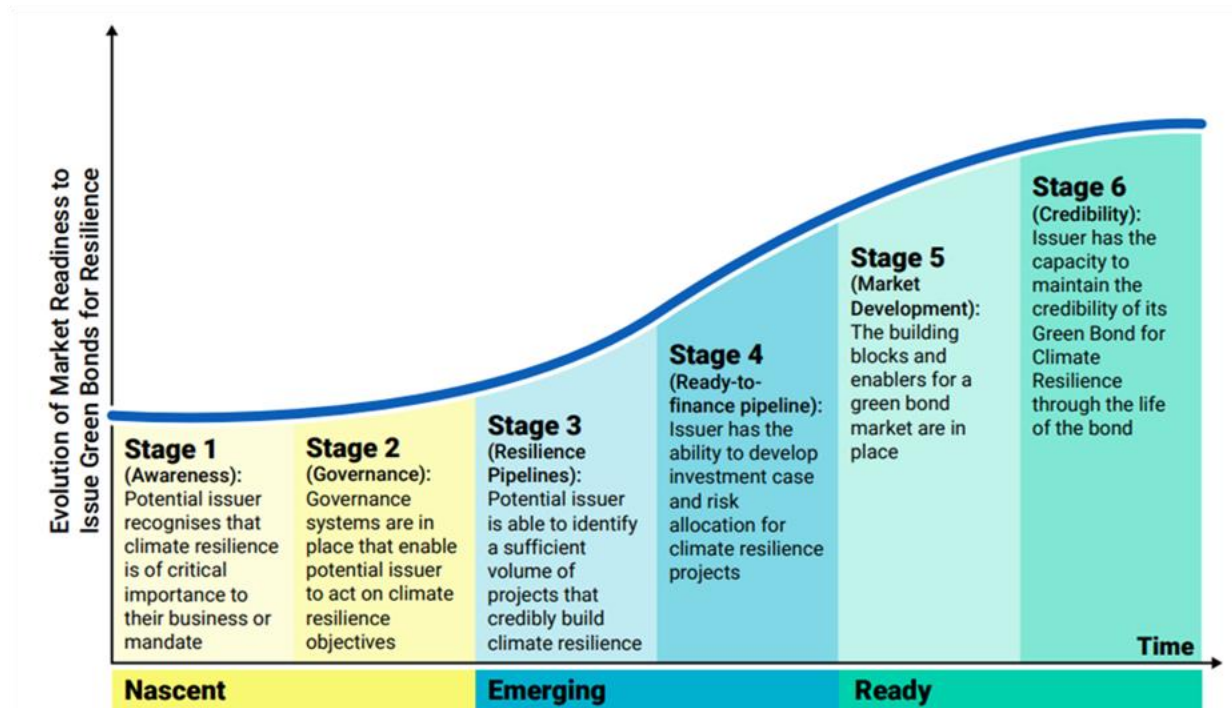 Evolution of Market Readiness to
Issue Green Bonds for Resilience
Stage 1
(Awareness):
Potential issuer
recognises that
climate resilience
is of critical
importance to
their business or
mandate
Stage 2
(Governance):
Governance
systems are in
place that enable
potential issuer
to act on climate
resilience
objectives
Stage 3
(Resilience
Pipelines):
Potential issuer
is able to identify
a sufficient
volume of
projects that
credibly build
climate resilience
Stage 4
(Ready-to-
finance pipeline):
Issuer has the
ability to develop
investment case
and risk
allocation for
climate resilience
projects
Stage 5
(Market
Development):
The building
blocks and
enablers for a
green bond
market are in
place
Stage 6
(Credibility):
Issuer has the
capacity to
maintain the
credibility of its
Green Bond for
Climate
Resilience
through the life
of the bond
Time
Nascent
Emerging
Ready